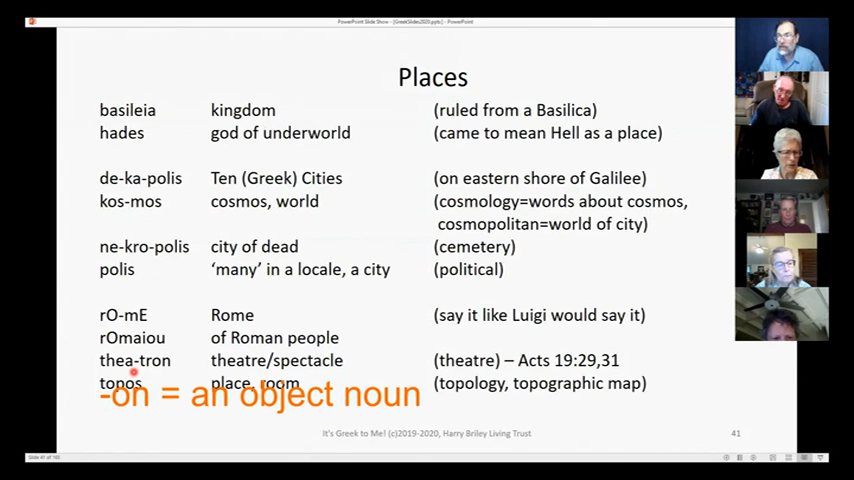 PowerPoint Slide Show - [GreekSlides2020.pptx] - PowerPoint
Places
basileia kingdom (ruled from a Basilica)
hades god of underworld (came to mean Hell as a place)
de-ka-polis Ten (Greek) Cities (on eastern shore of Galilee)
kos-mos cosmos, world (cosmology=words about cosmos,
cosmopolitan=world of city)
ne-kro-polis city of dead (cemetery)
polis ‘many’ in a locale, a city (political)
rO-mE Rome (say it like Luigi would say it)
rOmaiou of Roman people
thea-tron theatre/spectacle (theatre) – Acts 19:29,31
topos place, room (topology, topographic map)
-on = an object noun
It's Greek to Me! (c)2019-2020, Harry Briley Living Trust 41
Slide 41 of 160